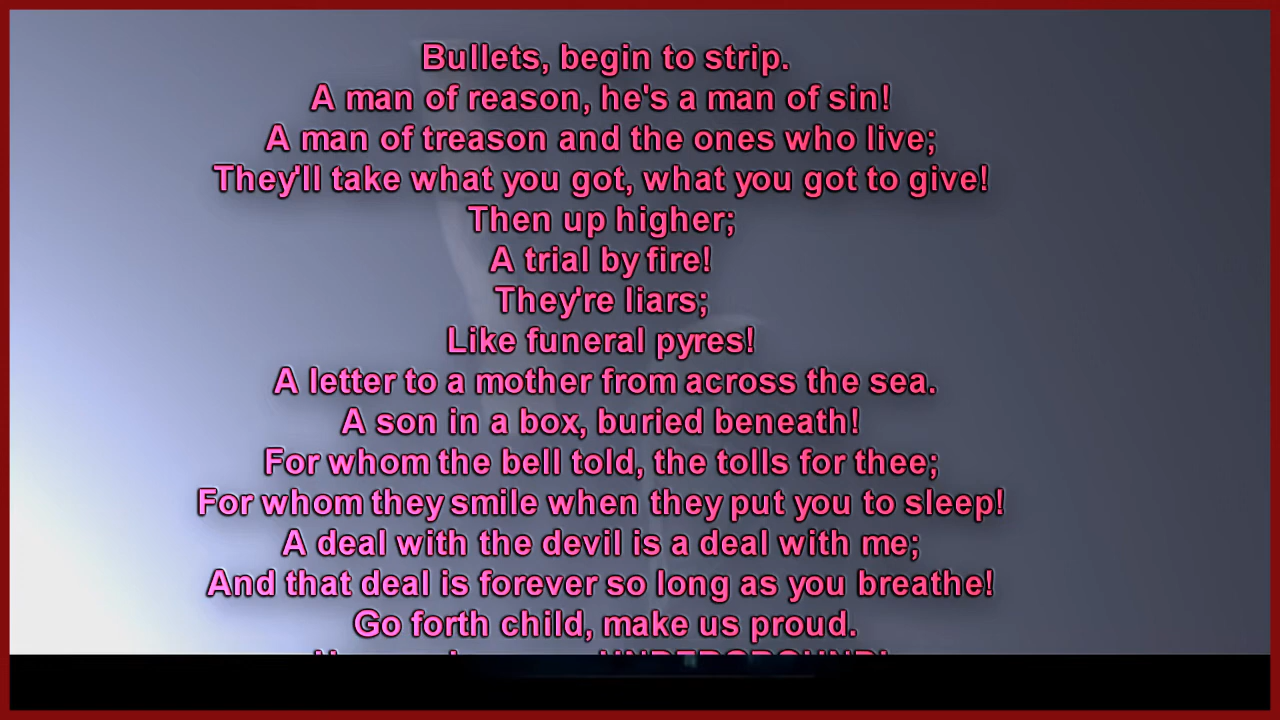 Bullets, begin to strip.
A man of reason, he's a man of sin!
A man of treason and the ones who live;
They'll take what you got, what you got to give!
Then up higher;
A trial by fire!
They're liars;
Like funeral pyres!
A letter to a mother from across the sea.
A son in a box, buried beneath!
For whom the bell told, the tolls for thee;
For whom they smile when they put you to sleep!
A deal with the devil is a deal with me;
And that deal is forever so long as you breathe!
Go forth child, make us proud.
UNDERGROUND!